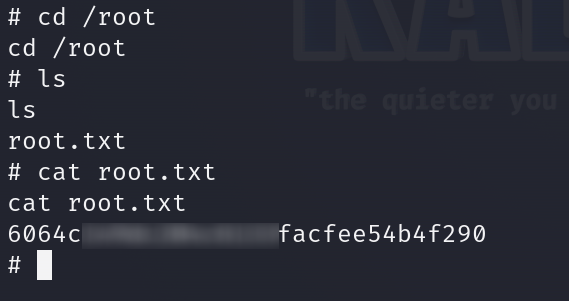 # cd /root
cd /root
# ls
ls
root.txt
# cat root.txt
cat root.txt
6064c facfee54b4f290
#
"the quieter you